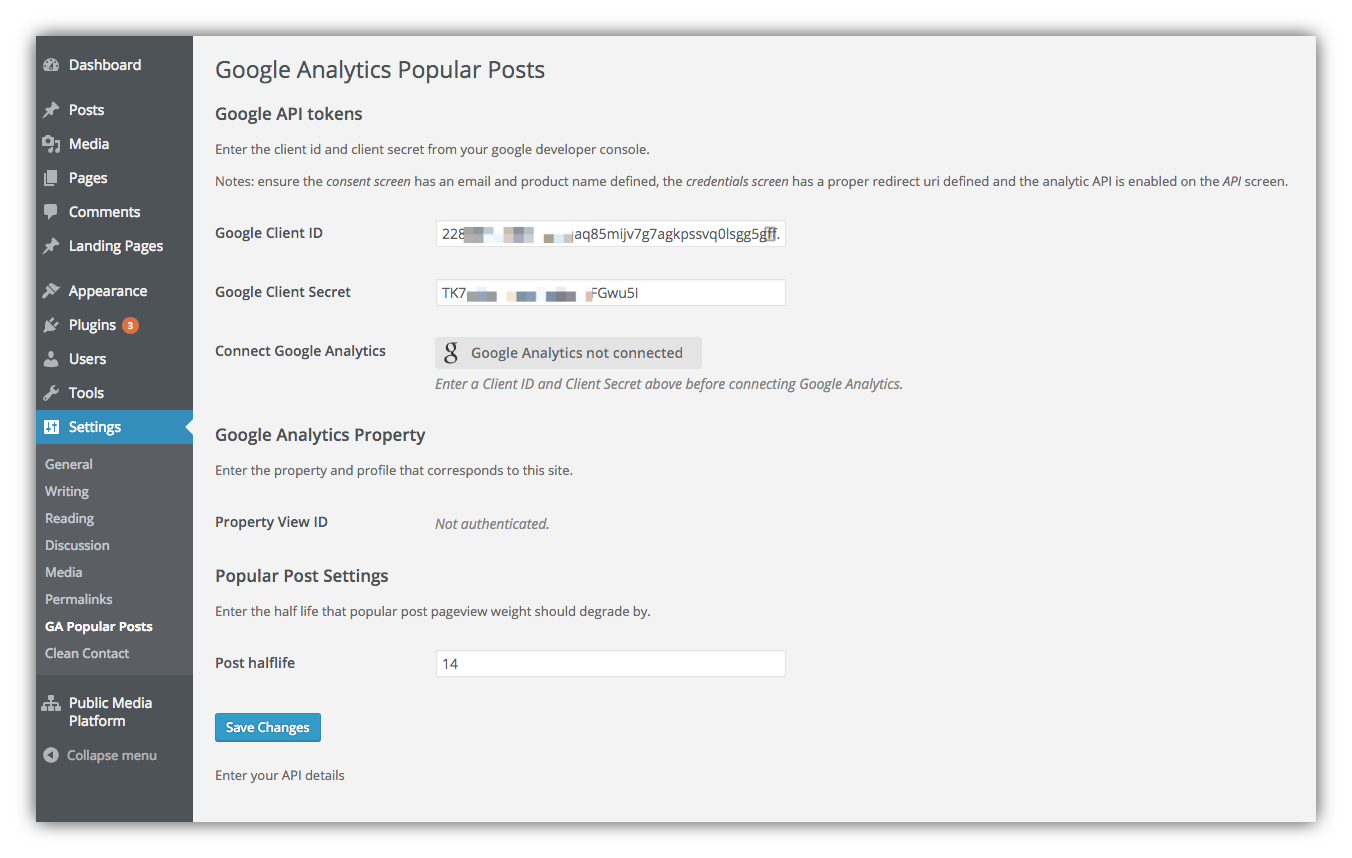 Dashboard
Posts
Media
Pages
Comments
Landing Pages
Appearance
Plugins 3
Users
Tools
Settings
General
Writing
Reading
Discussion
Media
Permalinks
GA Popular Posts
Clean Contact
Public Media
Platform
Collapse menu
Google Analytics Popular Posts
Google API tokens
Enter the client id and client secret from your google developer console.
Notes: ensure the consent screen has an email and product name defined, the credentials screen has a proper redirect uri defined and the analytic API is enabled on the API screen.
Google Client ID
Google Client Secret
Connect Google Analytics
g Google Analytics not connected
Enter a Client ID and Client Secret above before connecting Google Analytics.
Google Analytics Property
Enter the property and profile that corresponds to this site.
Property View ID
Not authenticated.
Popular Post Settings
Enter the half life that popular post pageview weight should degrade by.
Post halflife
14
Save Changes
Enter your API details